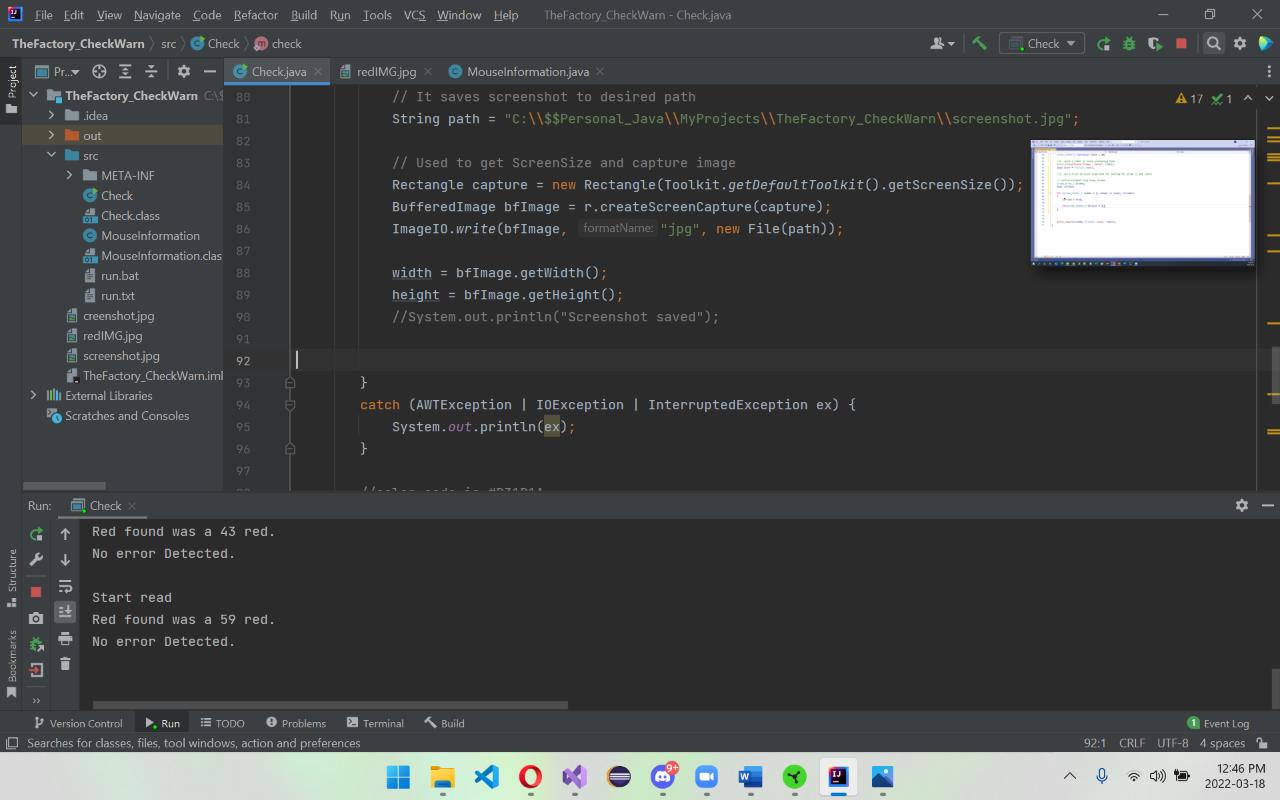 File Edit View Navigate Code Refactor Build Run Tools VCS Window Help TheFactory_CheckWarn - Check.java
TheFactory_CheckWarn src Check check
Check
Project
Pr...
Check.java
redIMG.jpg
MouseInformation.java
TheFactory_CheckWarn C:\$
.idea
out
src
META-INF
Check
Check.class
MouseInformation
MouseInformation.clas
run.bat
run.txt
creenshot.jpg
redIMG.jpg
screenshot.jpg
TheFactory_CheckWarn.iml
External Libraries
Scratches and Consoles
17 1
80 // It saves screenshot to desired path
81 String path = "C:\\$$Personal_Java\\MyProjects\\TheFactory_CheckWarn\\screenshot.jpg";
82
83 // Used to get ScreenSize and capture image
84 Rectangle capture = new Rectangle(Toolkit.getDefaultToolkit().getScreenSize());
85 BufferedImage bfImage = r.createScreenCapture(capture);
86 ImageIO.write(bfImage, formatName: "jpg", new File(path));
87
88 width = bfImage.getWidth();
89 height = bfImage.getHeight();
90 //System.out.println("Screenshot saved");
91
92
93 }
94 catch (AWTException | IOException | InterruptedException ex) {
95 System.out.println(ex);
96 }
97
Run: Check
Red found was a 43 red.
No error Detected.
Start read
Red found was a 59 red.
No error Detected.
Structure
Bookmarks
Version Control Run TODO Problems Terminal Build 1 Event Log
Searches for classes, files, tool windows, action and preferences 92:1 CRLF UTF-8 4 spaces
9+
12:46 PM
2022-03-18